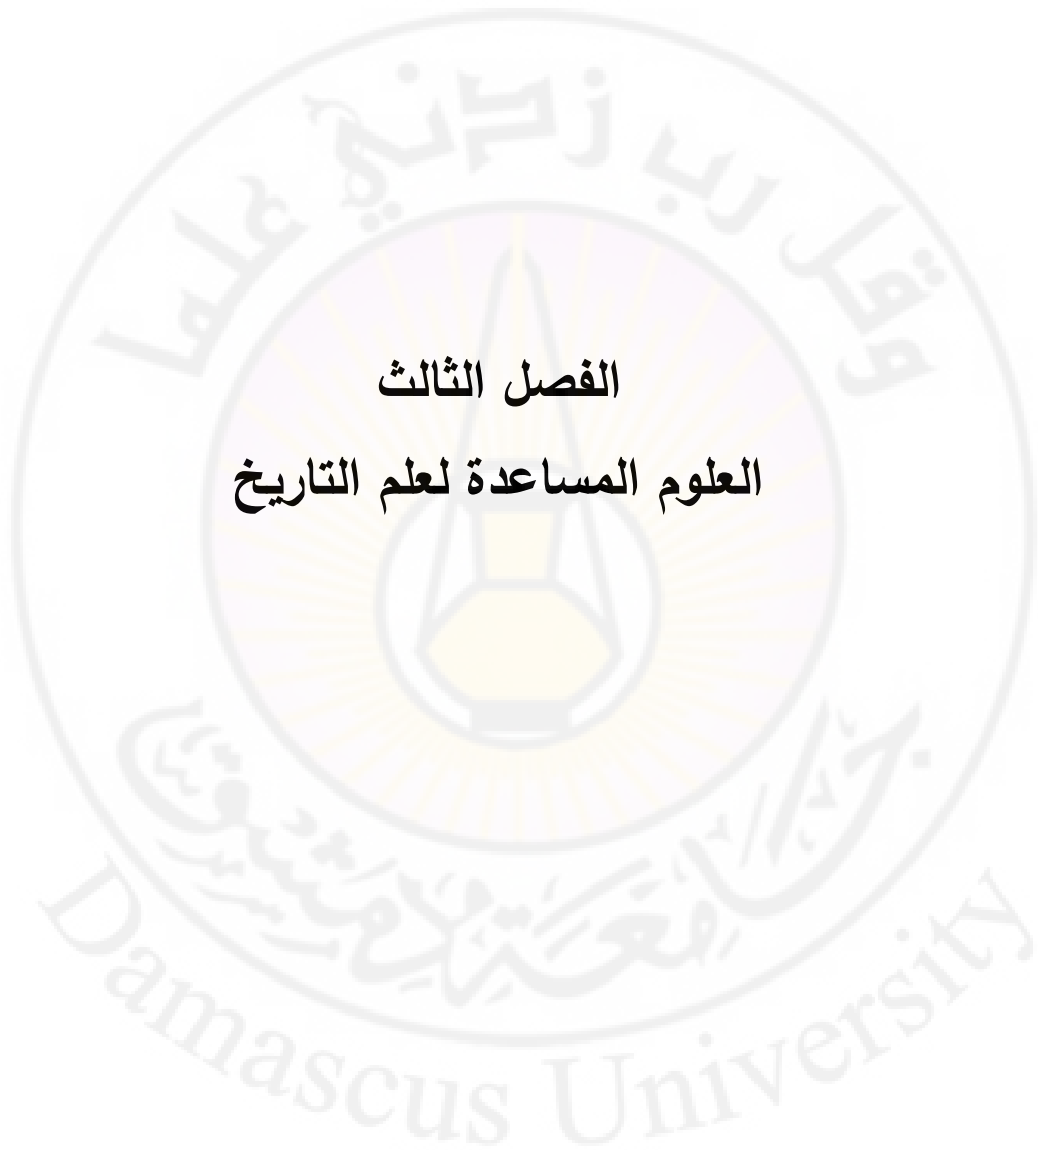 وقل رب زدني علما
الفصل الثالث
العلوم المساعدة لعلم التاريخ
جامعة دمشق
Damascus University